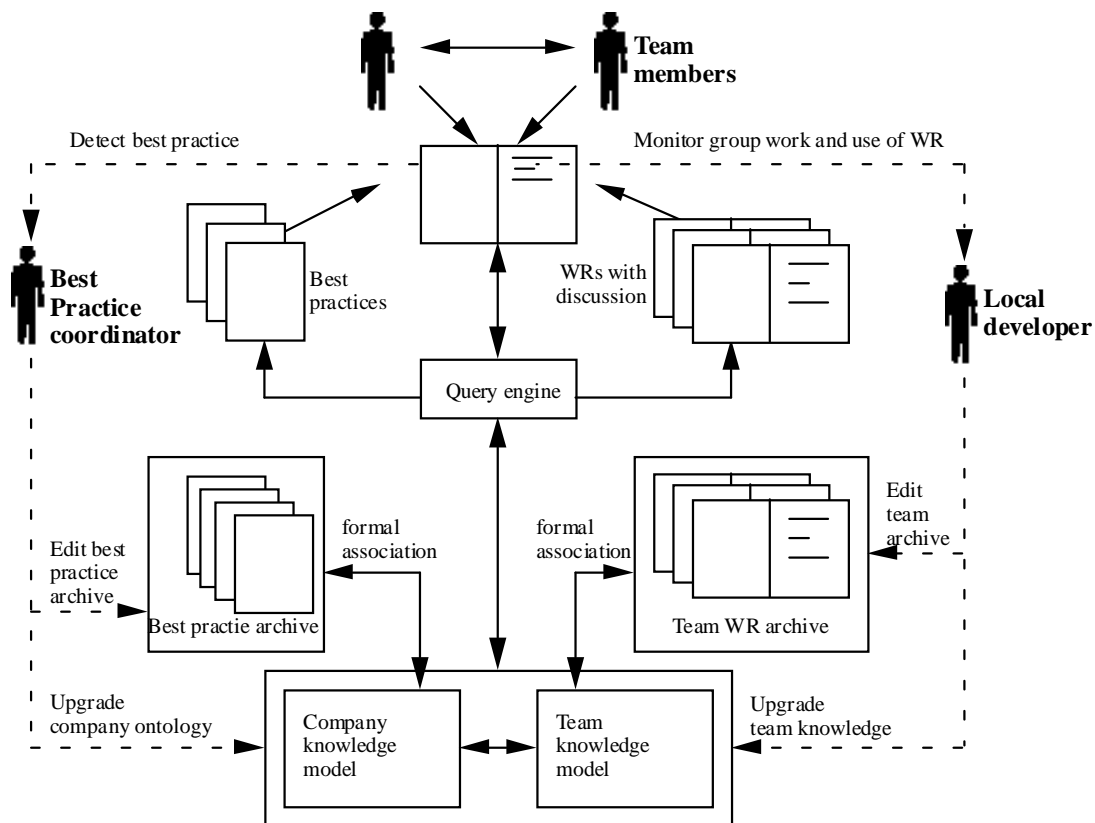 Team
members
Detect best practice
Monitor group work and use of WR
Best
Practice
coordinator
Best
practices
WRs with
discussion
Local
developer
Query engine
Edit best
practice
archive
formal
association
formal
association
Edit
team
archive
Best practie archive
Team WR archive
Upgrade
company ontology
Company
knowledge
model
Team
knowledge
model
Upgrade
team knowledge